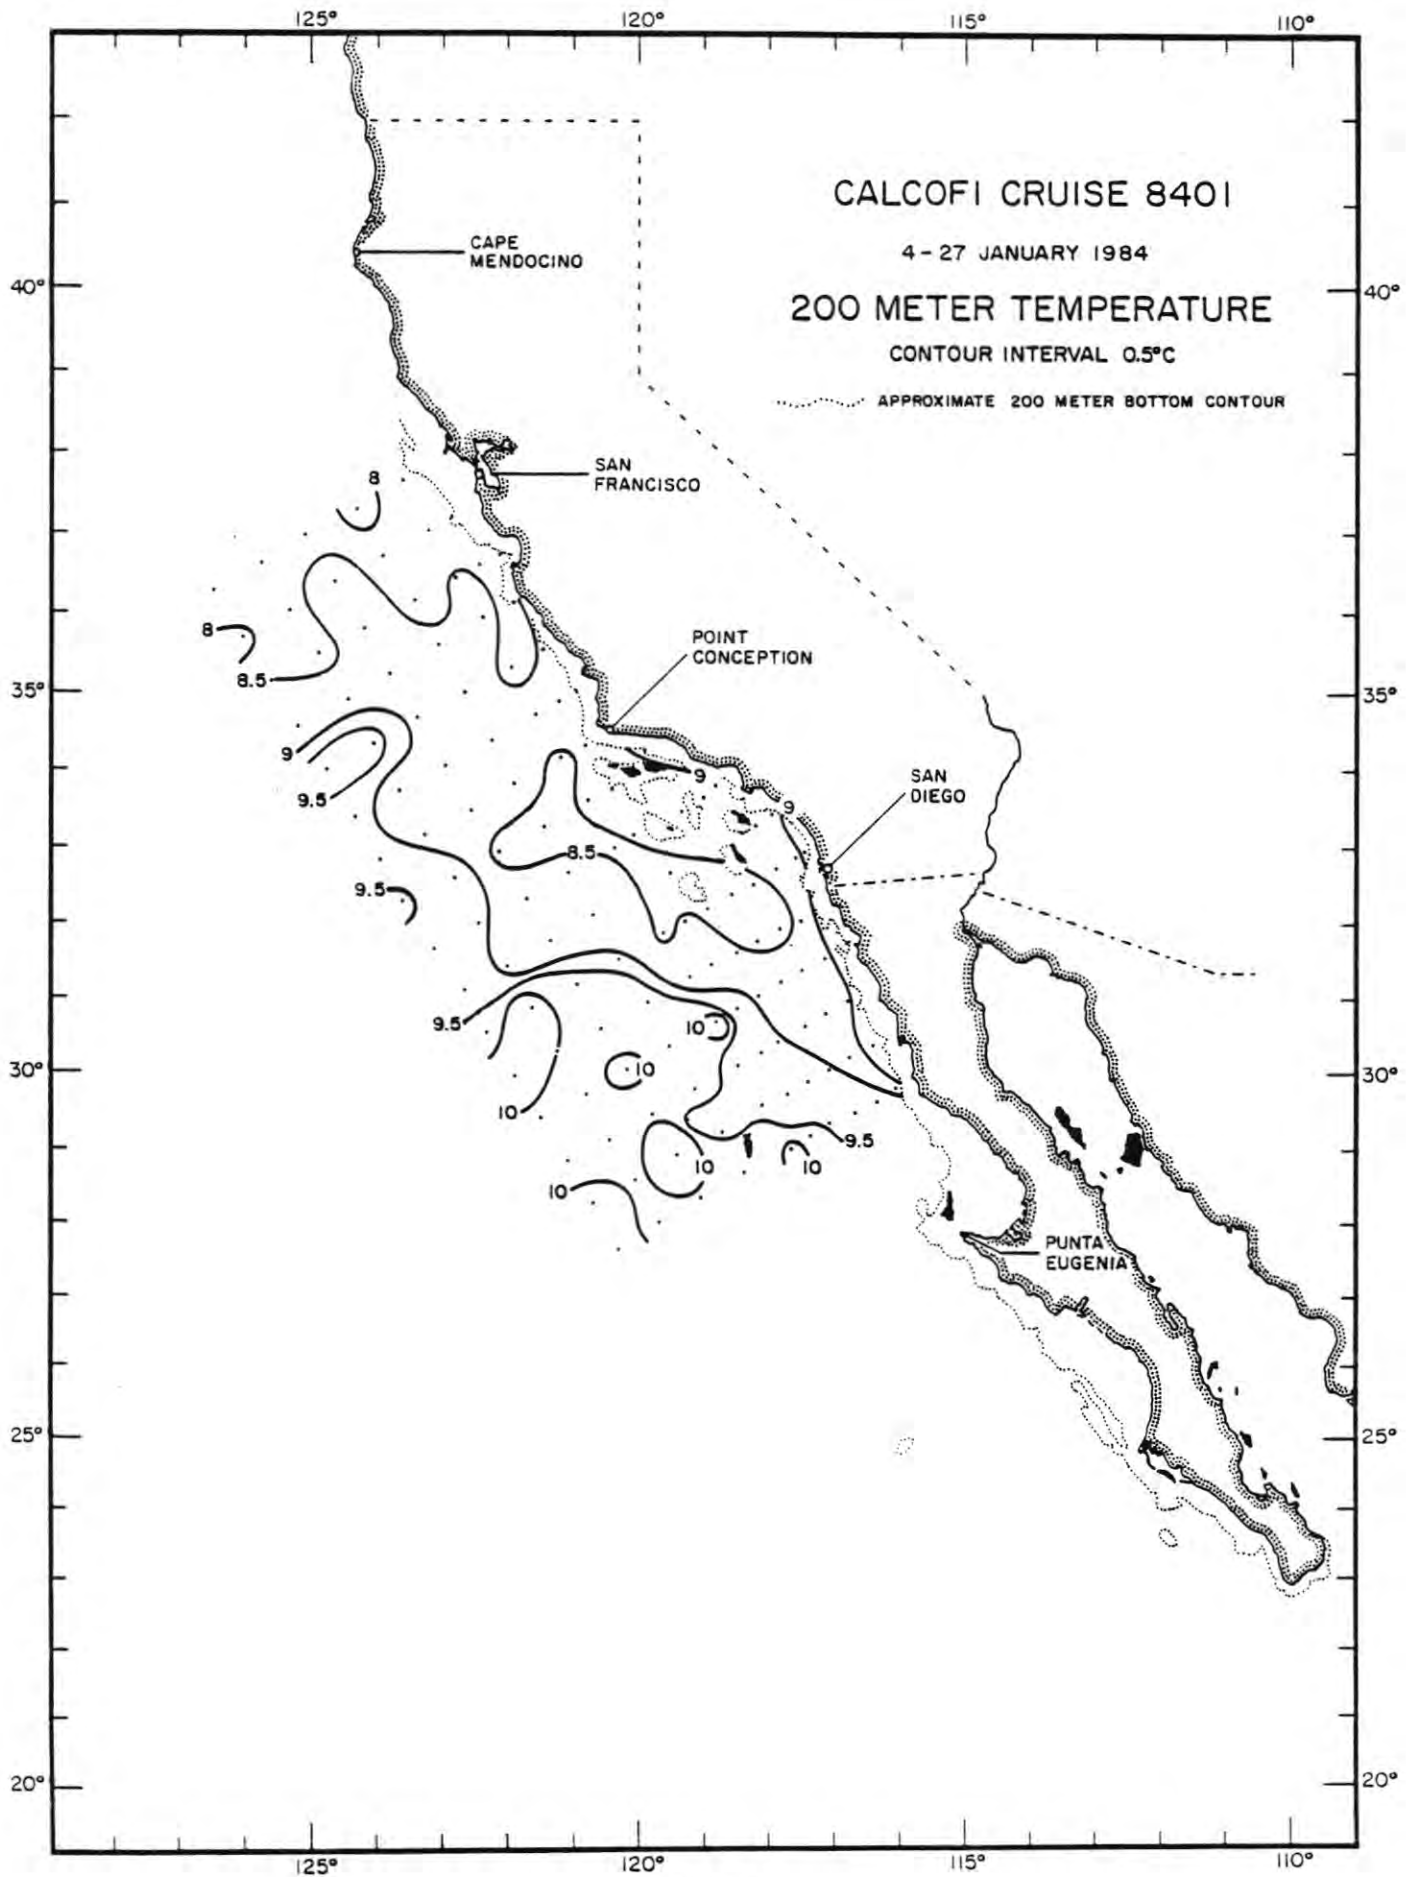 125° 120° 115° 110°
CALCOFI CRUISE 8401
4-27 JANUARY 1984
200 METER TEMPERATURE
CONTOUR INTERVAL 0.5°C
APPROXIMATE 200 METER BOTTOM CONTOUR
CAPE
MENDOCINO
40° 40°
SAN
FRANCISCO
8
POINT
CONCEPTION
8
8.5
35° 35°
9
9.5
9
SAN
DIEGO
9
8.5
9.5
9.5
10
30° 10 30°
10
9.5
10
10
10
PUNTA
EUGENIA
25° 25°
20° 20°
125° 120° 115° 110°